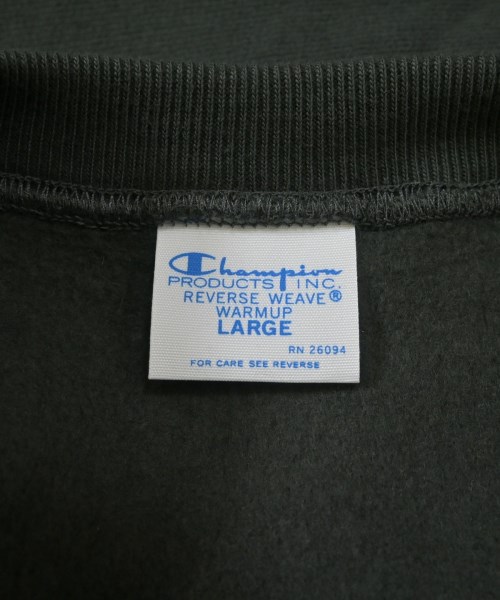 Champion
PRODUCTS INC.
REVERSE WEAVE®
WARMUP
LARGE
RN 26094
FOR CARE SEE REVERSE